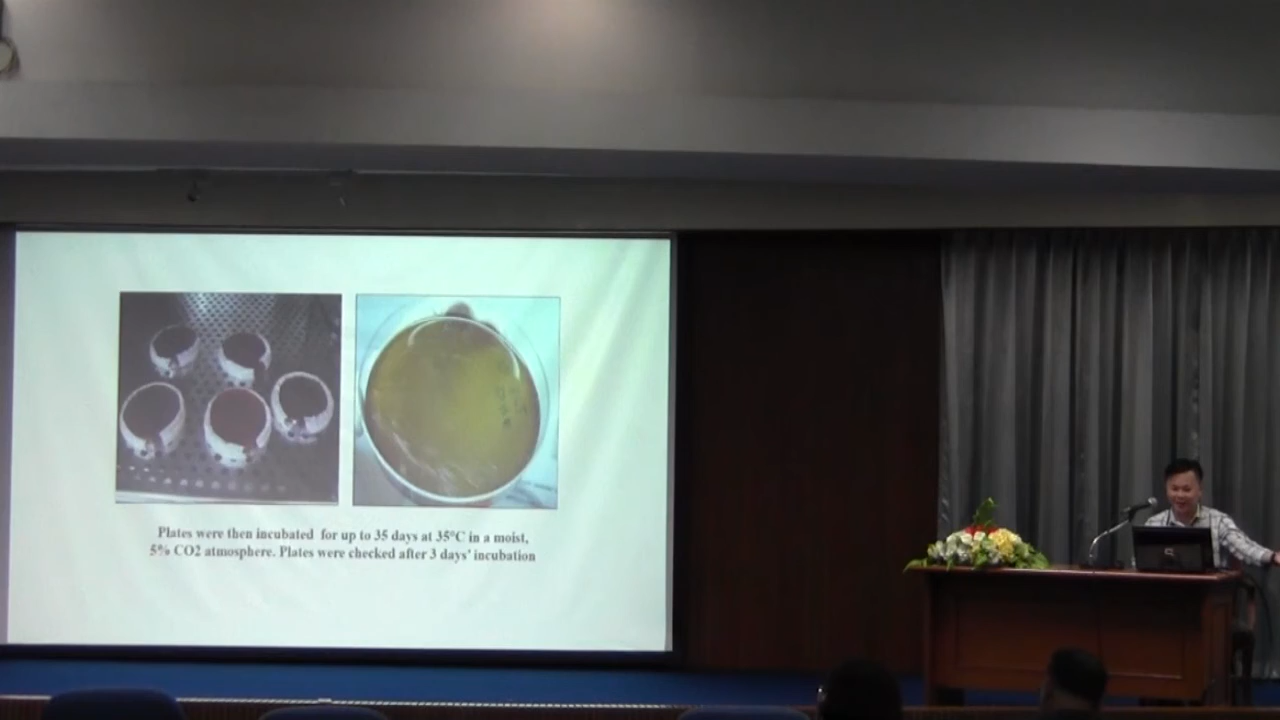 Plates were then incubated for up to 35 days at 35°C in a moist,
5% CO2 atmosphere. Plates were checked after 3 days' incubation